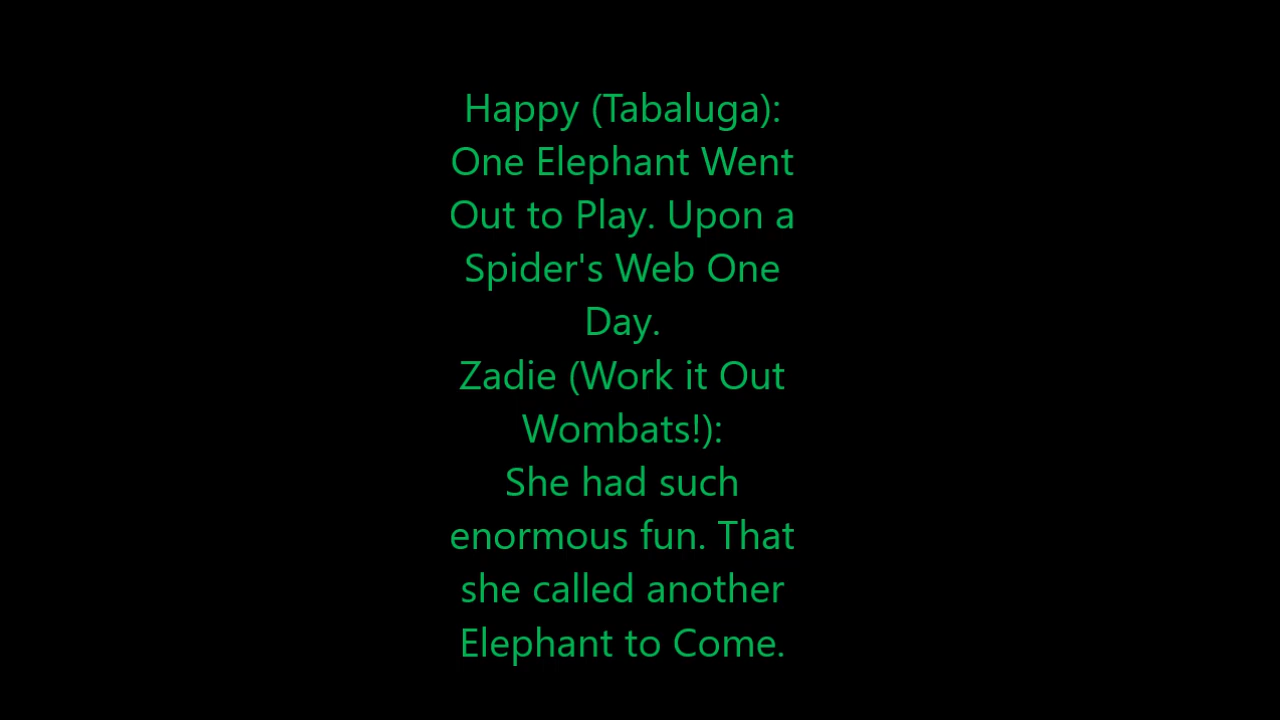 Happy (Tabaluga):
One Elephant Went
Out to Play. Upon a
Spider's Web One
Day.
Zadie (Work it Out
Wombats!):
She had such
enormous fun. That
she called another
Elephant to Come.